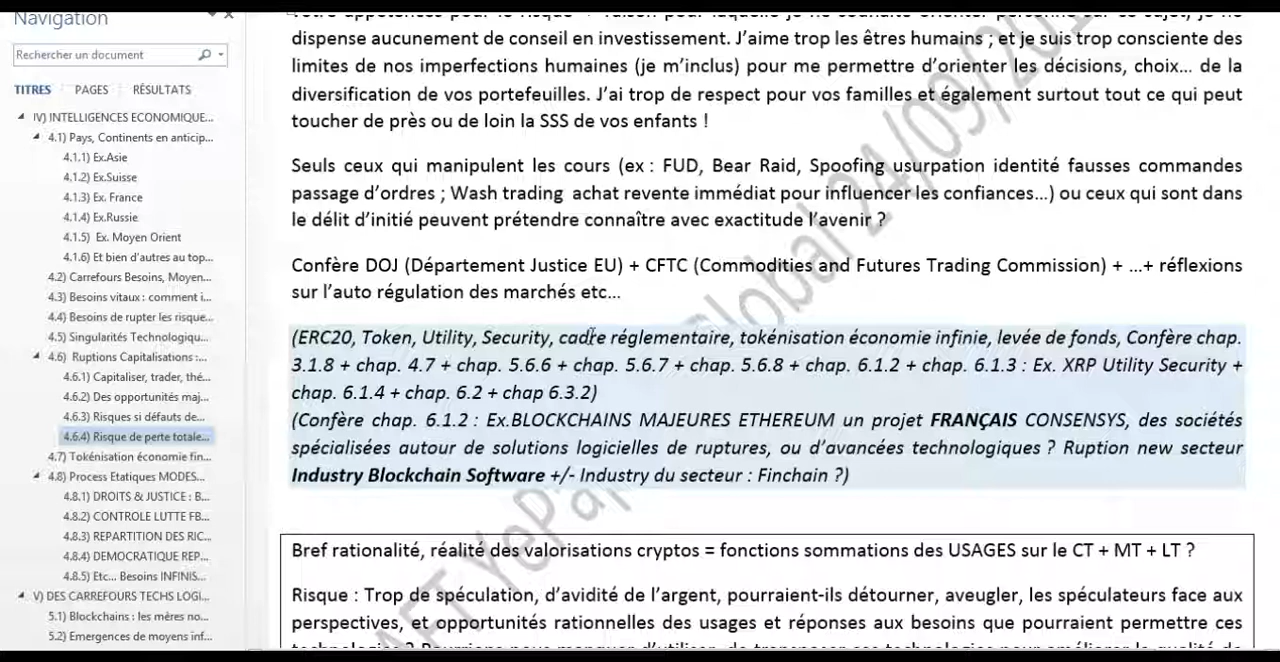 Navigation
Rechercher un document
TITRES PAGES RÉSULTATS
IV) INTELLIGENCES ECONOMIQUE...
4.1) Pays, Continents en anticip...
4.1.1) Ex.Asie
4.1.2) Ex.Suisse
4.1.3) Ex. France
4.1.4) Ex.Russie
4.1.5) Ex. Moyen Orient
4.1.6) Et bien d'autres au top...
4.2) Carrefours Besoins, Moyen...
4.3) Besoins vitaux : comment i...
4.4) Besoins de rupter les risque...
4.5) Singularités Technologiqu...
4.6) Ruptions Capitalisations :...
4.6.1) Capitaliser, trader, thé...
4.6.2) Des opportunités maj...
4.6.3) Risques si défauts de...
4.6.4) Risque de perte totale...
4.7) Tokénisation économie fin...
4.8) Process Etatiques MODES...
4.8.1) DROITS & JUSTICE : B...
4.8.2) CONTROLE LUTTE FB...
4.8.3) REPARTITION DES RIC...
4.8.4) DEMOCRATIQUE REP...
4.8.5) Etc... Besoins INFINIS...
V) DES CARREFOURS TECHS LOGI...
5.1) Blockchains : les mères no...
5.2) Emergences de moyens inf...
dispense aucunement de conseil en investissement. J'aime trop les êtres humains ; et je suis trop consciente des
limites de nos imperfections humaines (je m'inclus) pour me permettre d'orienter les décisions, choix... de la
diversification de vos portefeuilles. J'ai trop de respect pour vos familles et également surtout tout ce qui peut
toucher de près ou de loin la SSS de vos enfants !
Seuls ceux qui manipulent les cours (ex : FUD, Bear Raid, Spoofing usurpation identité fausses commandes
passage d'ordres ; Wash trading achat revente immédiat pour influencer les confiances...) ou ceux qui sont dans
le délit d'initié peuvent prétendre connaître avec exactitude l'avenir ?
Confère DOJ (Département Justice EU) + CFTC (Commodities and Futures Trading Commission) + ...+ réflexions
sur l'auto régulation des marchés etc...
(ERC20, Token, Utility, Security, cadre réglementaire, tokénisation économie infinie, levée de fonds, Confère chap.
3.1.8 + chap. 4.7 + chap. 5.6.6 + chap. 5.6.7 + chap. 5.6.8 + chap. 6.1.2 + chap. 6.1.3 : Ex. XRP Utility Security +
chap. 6.1.4 + chap. 6.2 + chap 6.3.2)
(Confère chap. 6.1.2 : Ex.BLOCKCHAINS MAJEURES ETHEREUM un projet FRANÇAIS CONSENSYS, des sociétés
spécialisées autour de solutions logicielles de ruptures, ou d'avancées technologiques ? Ruption new secteur
Industry Blockchain Software +/- Industry du secteur : Finchain ?)
Bref rationalité, réalité des valorisations cryptos = fonctions sommations des USAGES sur le CT + MT + LT ?
Risque : Trop de spéculation, d'avidité de l'argent, pourraient-ils détourner, aveugler, les spéculateurs face aux
perspectives, et opportunités rationnelles des usages et réponses aux besoins que pourraient permettre ces